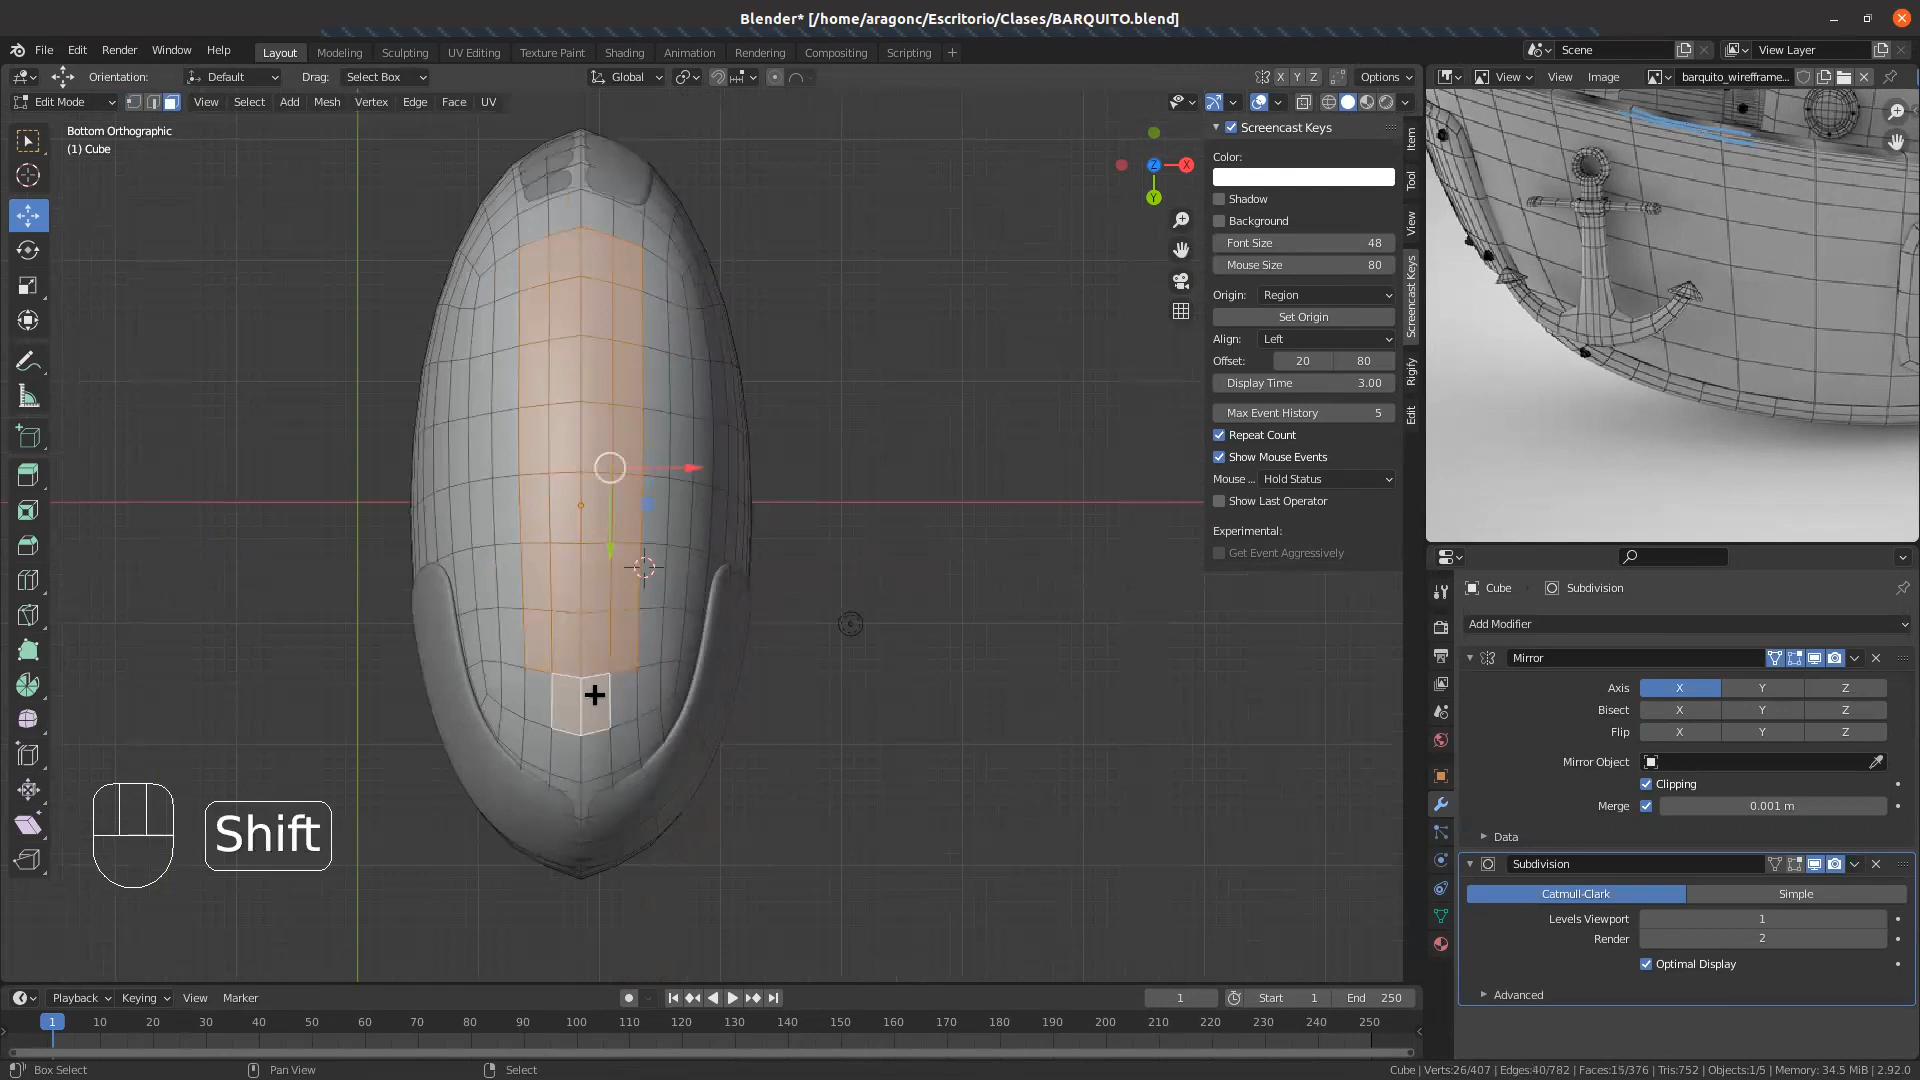 Blender* [/home/aragonc/Escritorio/Clases/BARQUITO.blend]
File Edit Render Window Help
Layout Modeling Sculpting UV Editing Texture Paint Shading Animation Rendering Compositing Scripting +
Scene
View Layer
Orientation: Default Drag: Select Box
Global
X Y Z Options
View View Image barquito_wireframe...
Edit Mode View Select Add Mesh Vertex Edge Face UV
Bottom Orthographic
(1) Cube
X
Y
Z
Screencast Keys
Color:
Shadow
Background
Font Size 48
Mouse Size 80
Origin: Region
Set Origin
Align: Left
Offset: 20 80
Display Time 3.00
Max Event History 5
Repeat Count
Show Mouse Events
Mouse ... Hold Status
Show Last Operator
Experimental:
Get Event Aggressively
Item
Tool
View
Screencast Keys
Rigify
Edit
Shift
Cube Subdivision
Add Modifier
Mirror
Axis X Y Z
Bisect X Y Z
Flip X Y Z
Mirror Object
Clipping
Merge 0.001 m
Data
Subdivision
Catmull-Clark Simple
Levels Viewport 1
Render 2
Optimal Display
Advanced
Playback Keying View Marker
1 Start 1 End 250
1 10 20 30 40 50 60 70 80 90 100 110 120 130 140 150 160 170 180 190 200 210 220 230 240 250
Box Select Pan View Select
Cube | Verts:26/407 | Edges:40/782 | Faces:15/376 | Tris:752 | Objects:1/5 | Memory: 34.5 MiB | 2.92.0